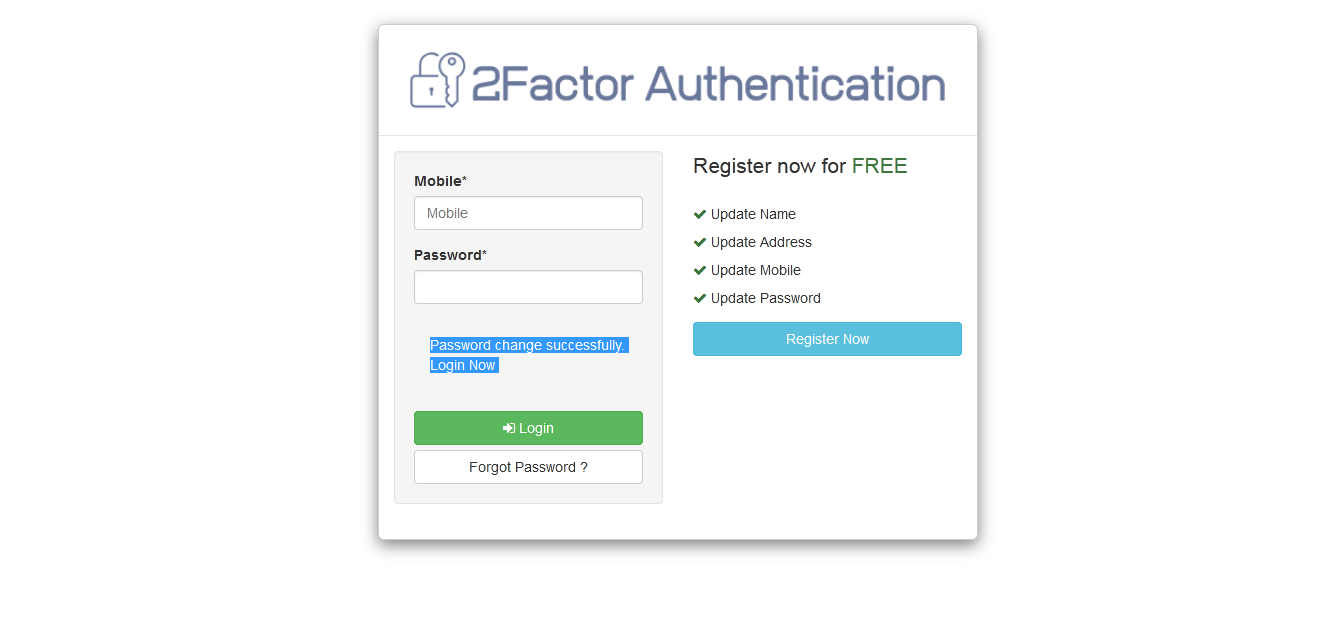 2Factor Authentication
Mobile*
Mobile
Password*
Password change successfully.
Login Now
Login
Forgot Password ?
Register now for FREE
Update Name
Update Address
Update Mobile
Update Password
Register Now